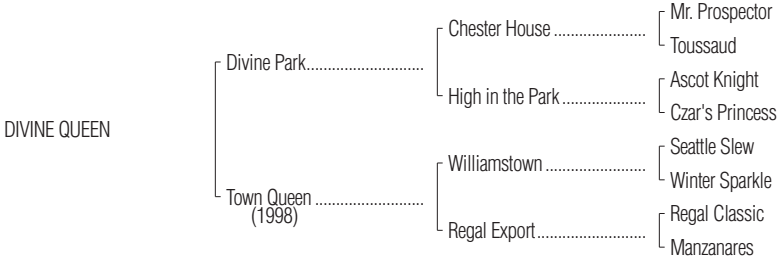 Mr. Prospector
Chester House ......................
Toussaud
Divine Park............................
Ascot Knight
High in the Park ....................
Czar's Princess
DIVINE QUEEN
Seattle Slew
Williamstown ........................
Winter Sparkle
Town Queen ..........................
(1998)
Regal Classic
Regal Export..........................
Manzanares